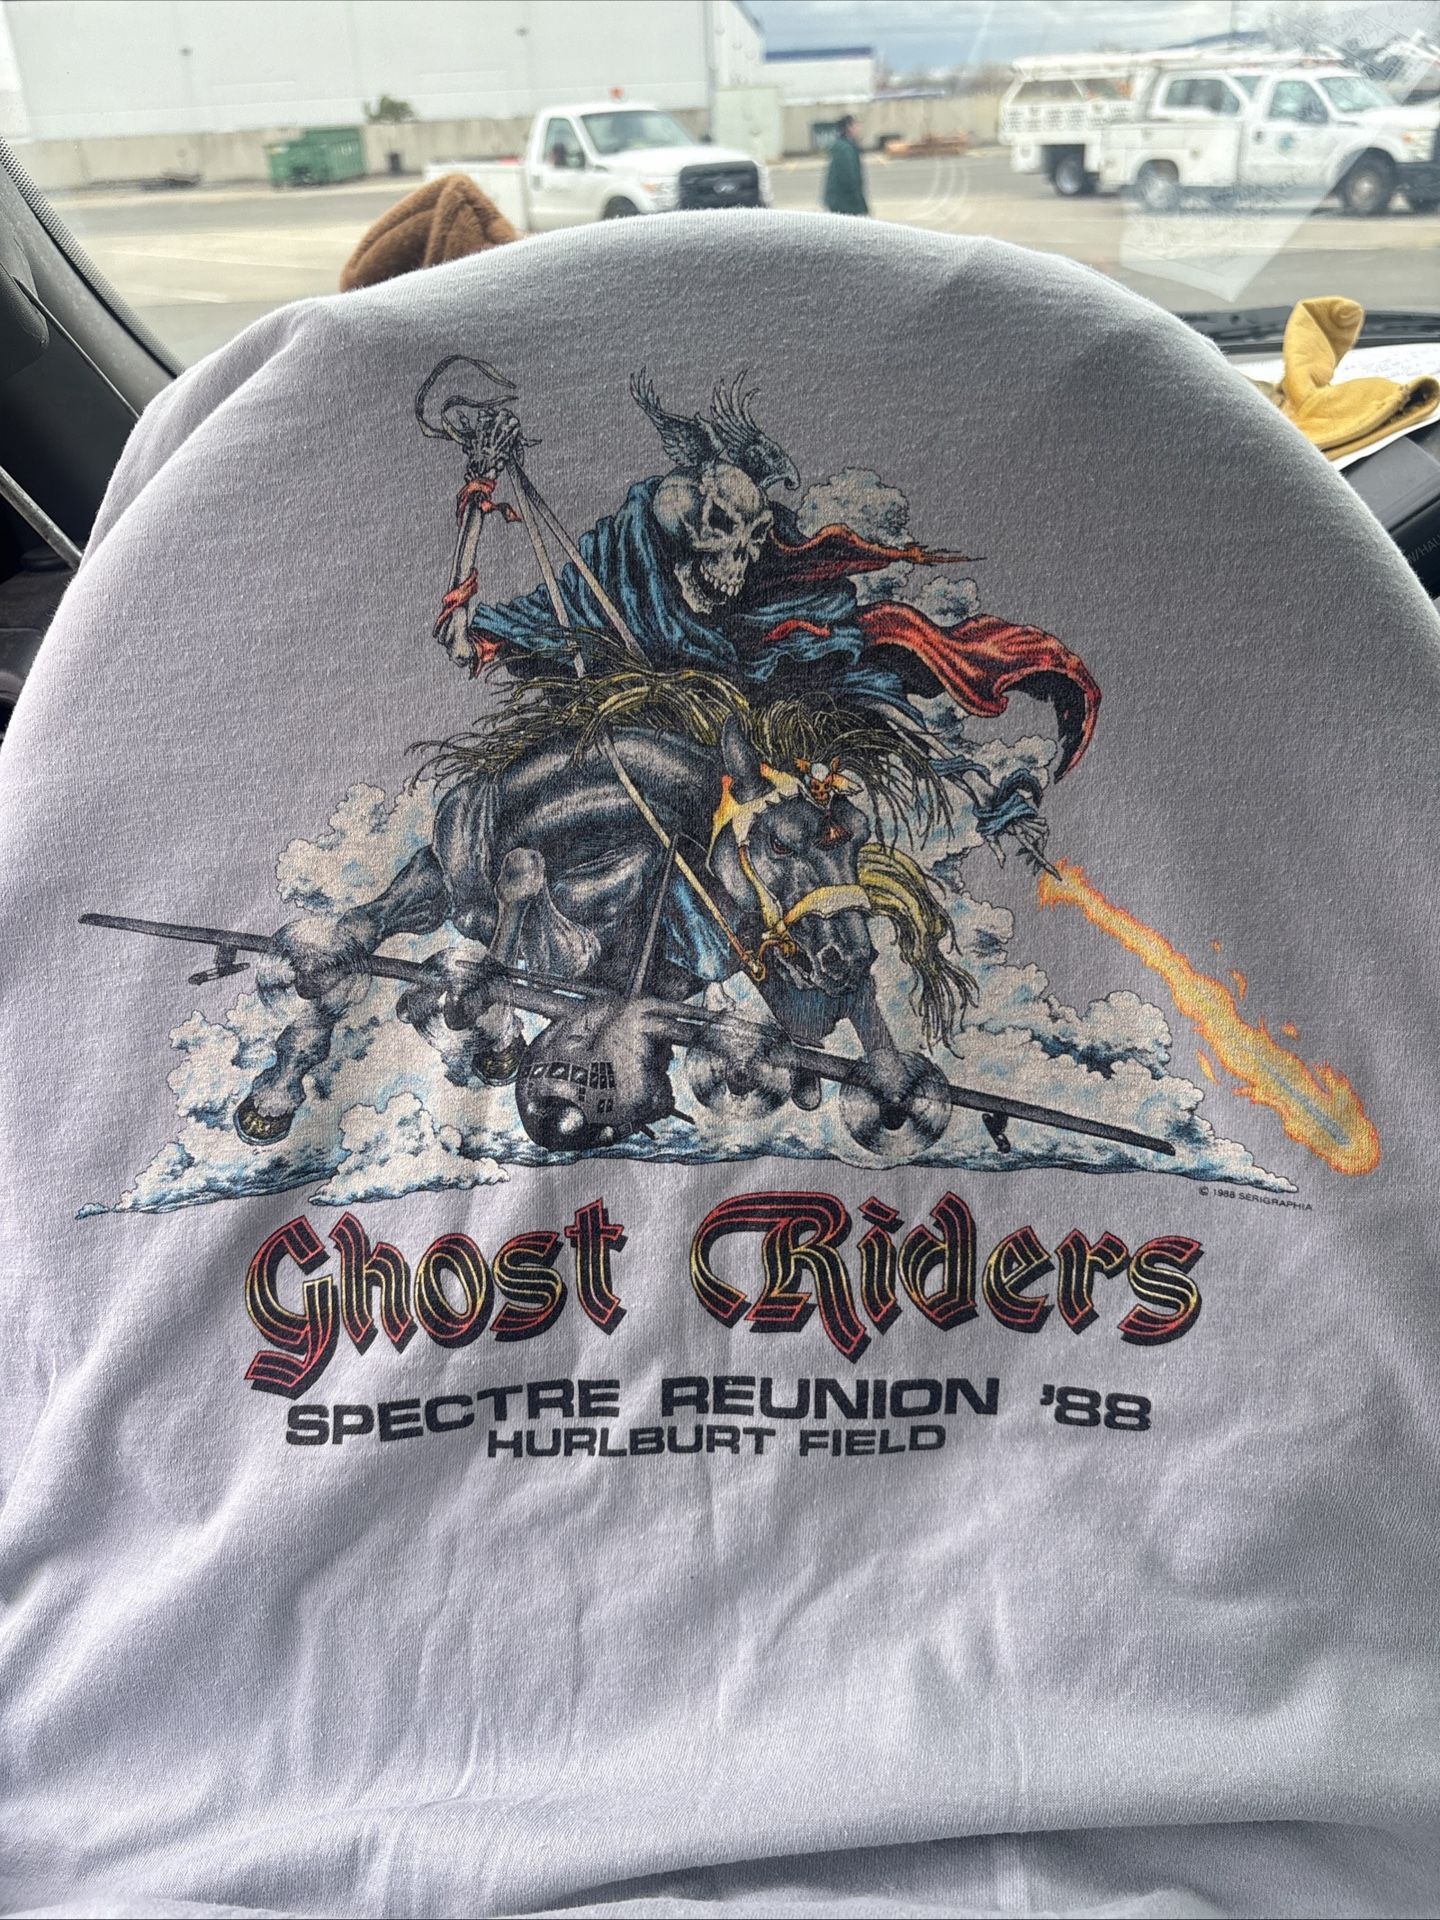 © 1988 SERIGRAPHIA
Ghost Riders
SPECTRE REUNION '88
HURLBURT FIELD